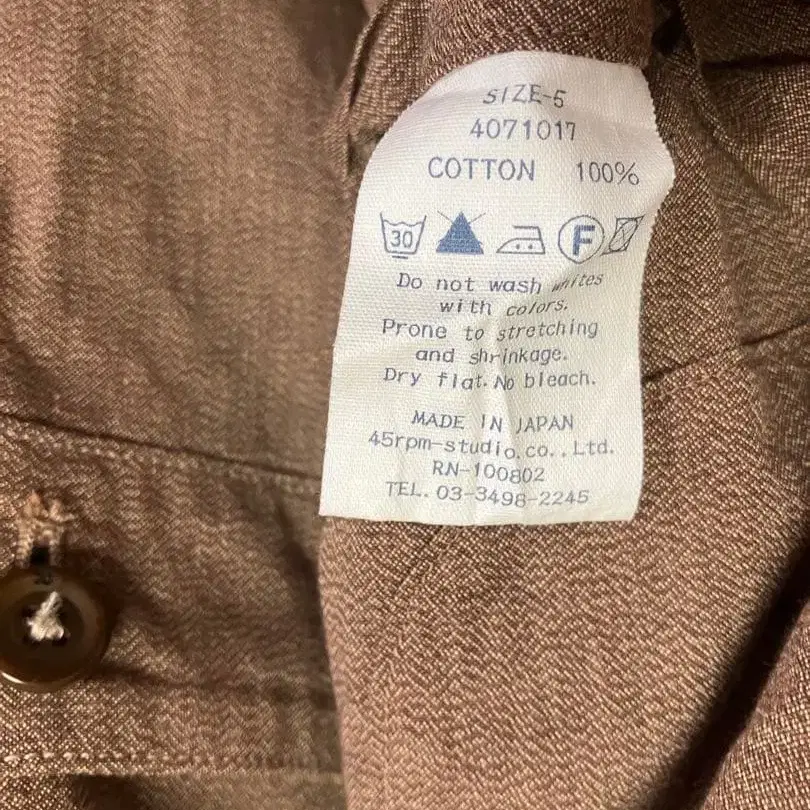 SIZE-5
4071017
COTTON 100%
30 F
Do not wash whites
with colors.
Prone to stretching
and shrinkage.
Dry flat. No bleach.
MADE IN JAPAN
45rpm-studio.co.,Ltd.
RN-100802
TEL. 03-3498-2245